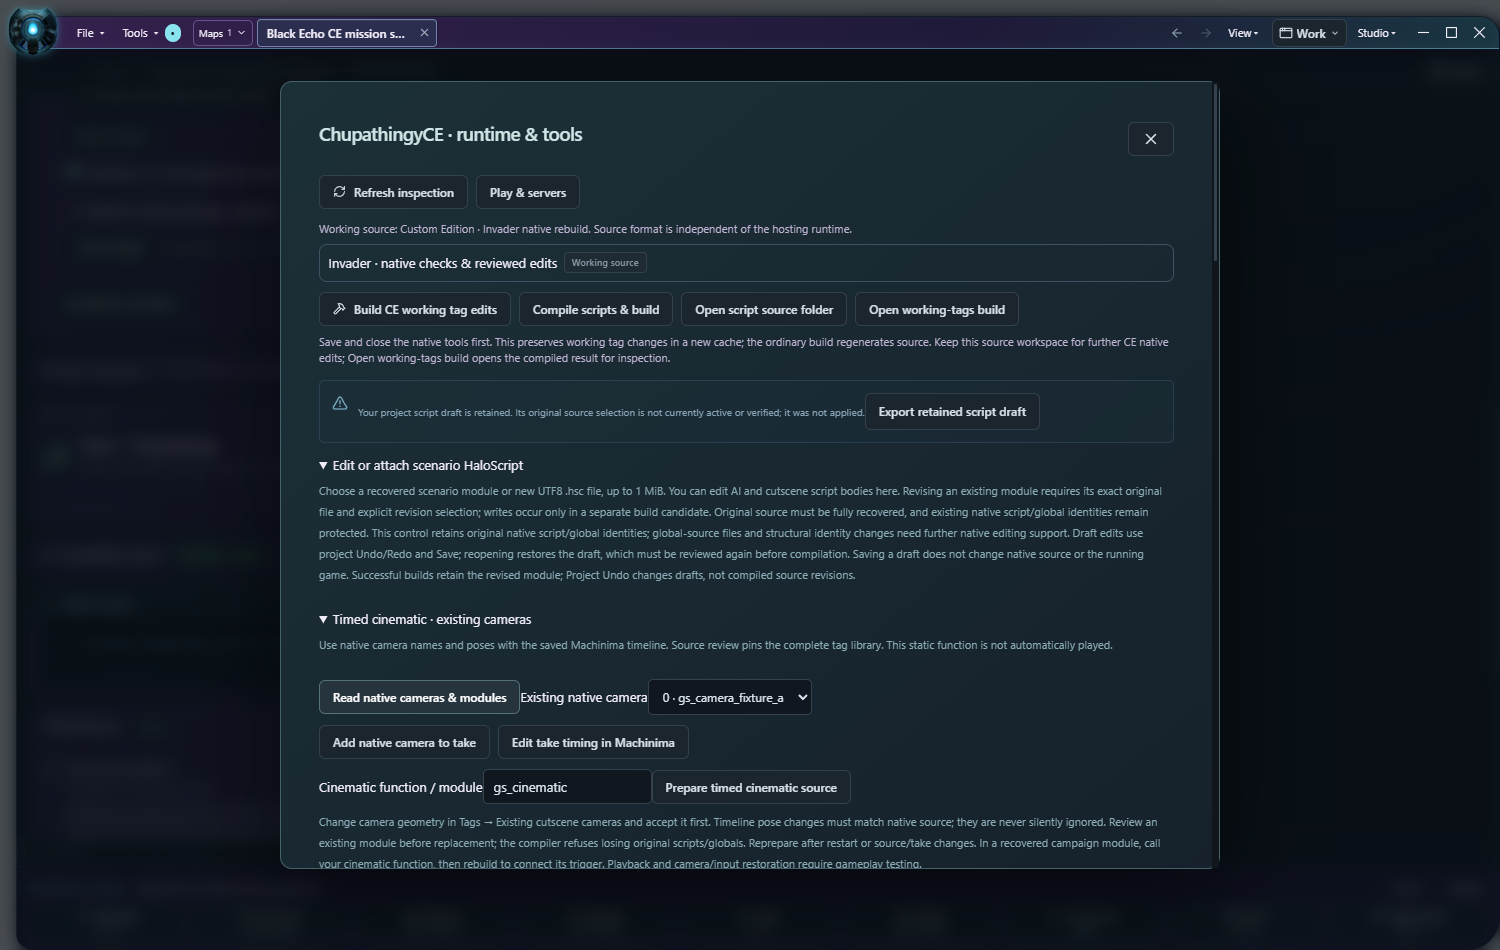 File Tools Maps 1 Black Echo CE mission s... View Work Studio
ChupathingyCE · runtime & tools
Refresh inspection Play & servers
Working source: Custom Edition · Invader native rebuild. Source format is independent of the hosting runtime.
Invader · native checks & reviewed edits Working source
Build CE working tag edits Compile scripts & build Open script source folder Open working-tags build
Save and close the native tools first. This preserves working tag changes in a new cache; the ordinary build regenerates source. Keep this source workspace for further CE native
edits; Open working-tags build opens the compiled result for inspection.
Your project script draft is retained. Its original source selection is not currently active or verified; it was not applied. Export retained script draft
▼ Edit or attach scenario HaloScript
Choose a recovered scenario module or new UTF8 .hsc file, up to 1 MiB. You can edit AI and cutscene script bodies here. Revising an existing module requires its exact original
file and explicit revision selection; writes occur only in a separate build candidate. Original source must be fully recovered, and existing native script/global identities remain
protected. This control retains original native script/global identities; global-source files and structural identity changes need further native editing support. Draft edits use
project Undo/Redo and Save; reopening restores the draft, which must be reviewed again before compilation. Saving a draft does not change native source or the running
game. Successful builds retain the revised module; Project Undo changes drafts, not compiled source revisions.
▼ Timed cinematic · existing cameras
Use native camera names and poses with the saved Machinima timeline. Source review pins the complete tag library. This static function is not automatically played.
Read native cameras & modules Existing native camera 0 · gs_camera_fixture_a
Add native camera to take Edit take timing in Machinima
Cinematic function / module gs_cinematic Prepare timed cinematic source
Change camera geometry in Tags → Existing cutscene cameras and accept it first. Timeline pose changes must match native source; they are never silently ignored. Review an
existing module before replacement; the compiler refuses losing original scripts/globals. Reprepare after restart or source/take changes. In a recovered campaign module, call
your cinematic function, then rebuild to connect its trigger. Playback and camera/input restoration require gameplay testing.